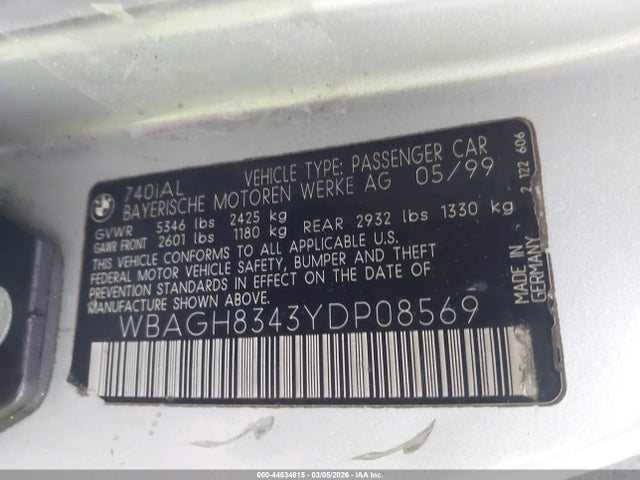 BMW
740iAL VEHICLE TYPE: PASSENGER CAR
BAYERISCHE MOTOREN WERKE AG 05/99
GVWR 5346 lbs 2425 kg
GAWR FRONT 2601 lbs 1180 kg REAR 2932 lbs 1330 kg
THIS VEHICLE CONFORMS TO ALL APPLICABLE
FEDERAL MOTOR VEHICLE SAFETY, BUMPER AND THEFT
PREVENTION STANDARDS IN EFFECT ON THE DATE OF
MANUFACTURE SHOWN ABOVE.
WBAGH8343YDP08569
MADE IN
GERMANY
2 122 606
000-44534815 - 03/05/2026 - IAA Inc.